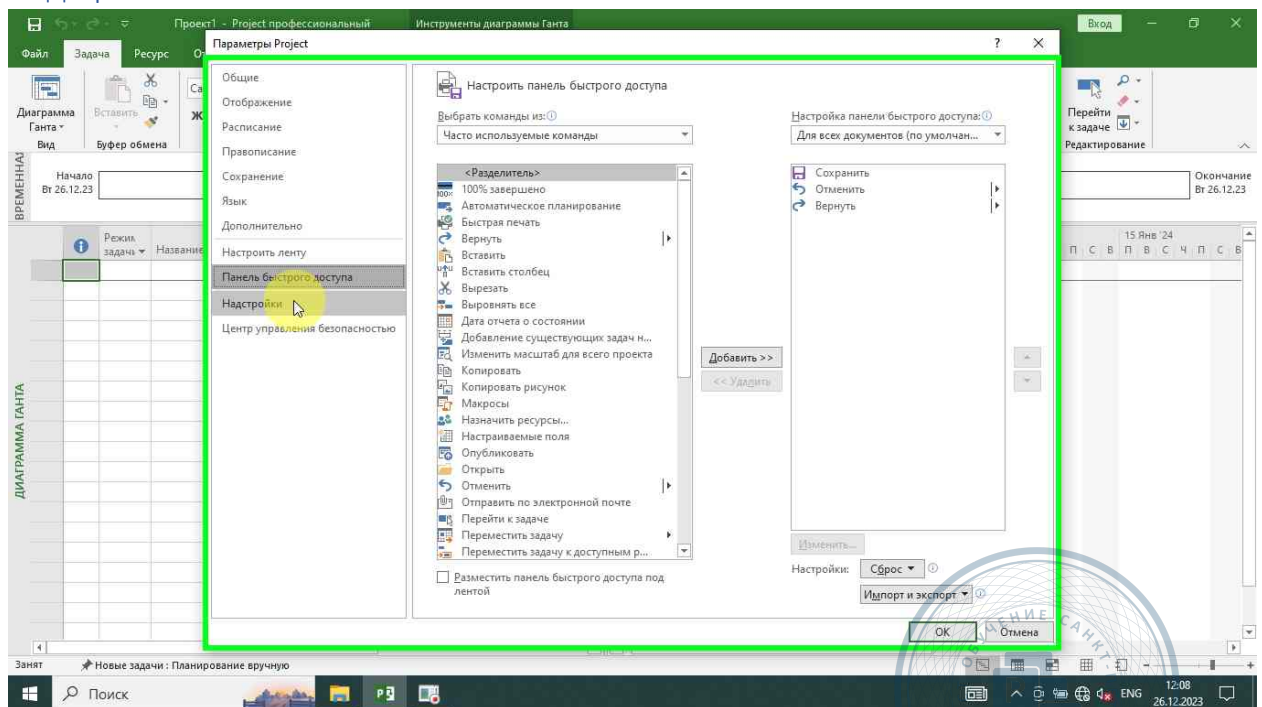 Проект1 - Project профессиональный
Инструменты диаграммы Ганта
Вход
Файл
Задача
Ресурс
Параметры Project
?
Диаграмма
Ганта
Вид
Вставить
Буфер обмена
Ж
Перейти
к задаче
Редактирование
Начало
Вт 26.12.23
Окончание
Вт 26.12.23
Режим
задачи
Название
15 Янв '24
П С В П В С Ч П С В
ДИАГРАММА ГАНТА
Общие
Отображение
Расписание
Правописание
Сохранение
Язык
Дополнительно
Настроить ленту
Панель быстрого доступа
Надстройки
Центр управления безопасностью
Настроить панель быстрого доступа
Выбрать команды из:
Часто используемые команды
<Разделитель>
100% завершено
Автоматическое планирование
Быстрая печать
Вернуть
Вставить
Вставить столбец
Вырезать
Выровнять все
Дата отчета о состоянии
Добавление существующих задач н...
Изменить масштаб для всего проекта
Копировать
Копировать рисунок
Макросы
Назначить ресурсы...
Настраиваемые поля
Опубликовать
Открыть
Отменить
Отправить по электронной почте
Перейти к задаче
Переместить задачу
Переместить задачу к доступным р...
Разместить панель быстрого доступа под
лентой
Добавить >>
<< Удалить
Настройка панели быстрого доступа:
Для всех документов (по умолчан...
Сохранить
Отменить
Вернуть
Изменить...
Настройки:
Сброс
Импорт и экспорт
OK
Отмена
Занят
Новые задачи : Планирование вручную
Поиск
ENG
12:08
26.12.2023